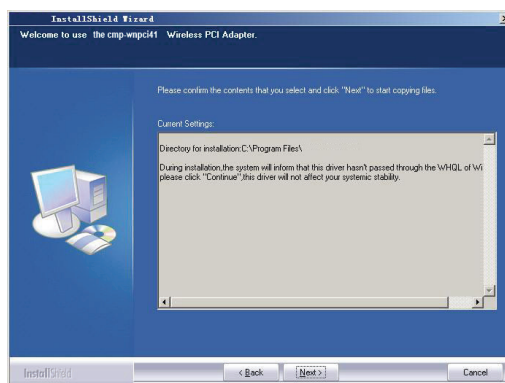 InstallShield Wizard
Welcome to use the cmp-wnpci41 Wireless PCI Adapter.
Please confirm the contents that you select and click "Next" to start copying files.
Current Settings:
Directory for installation:C:\Program Files\
During installation,the system will inform that this driver hasn't passed through the WHQL of Wi
please click "Continue",this driver will not affect your systemic stability.
InstallShield
< Back
Next >
Cancel